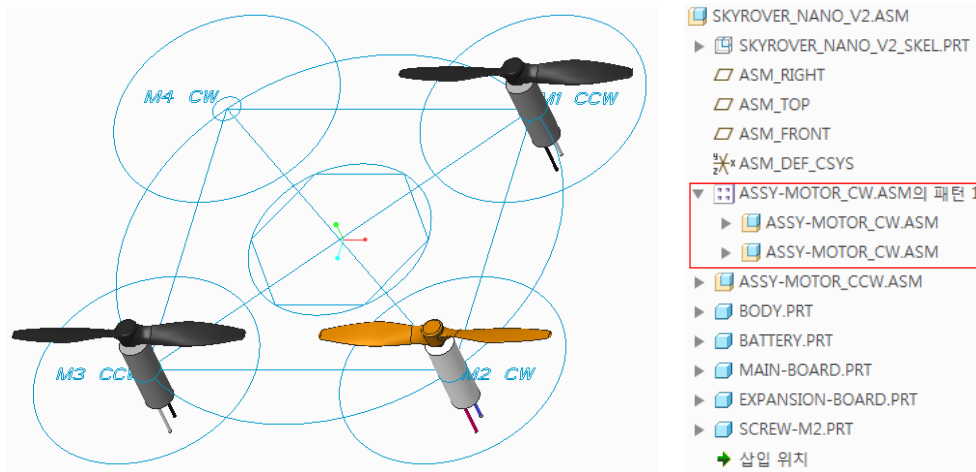 M4 CW
M1 CCW
M3 CCW
M2 CW
SKYROVER_NANO_V2.ASM
SKYROVER_NANO_V2_SKEL.PRT
ASM_RIGHT
ASM_TOP
ASM_FRONT
ASM_DEF_CSYS
ASSY-MOTOR_CW.ASM의 패턴 1
ASSY-MOTOR_CW.ASM
ASSY-MOTOR_CW.ASM
ASSY-MOTOR_CCW.ASM
BODY.PRT
BATTERY.PRT
MAIN-BOARD.PRT
EXPANSION-BOARD.PRT
SCREW-M2.PRT
삽입 위치